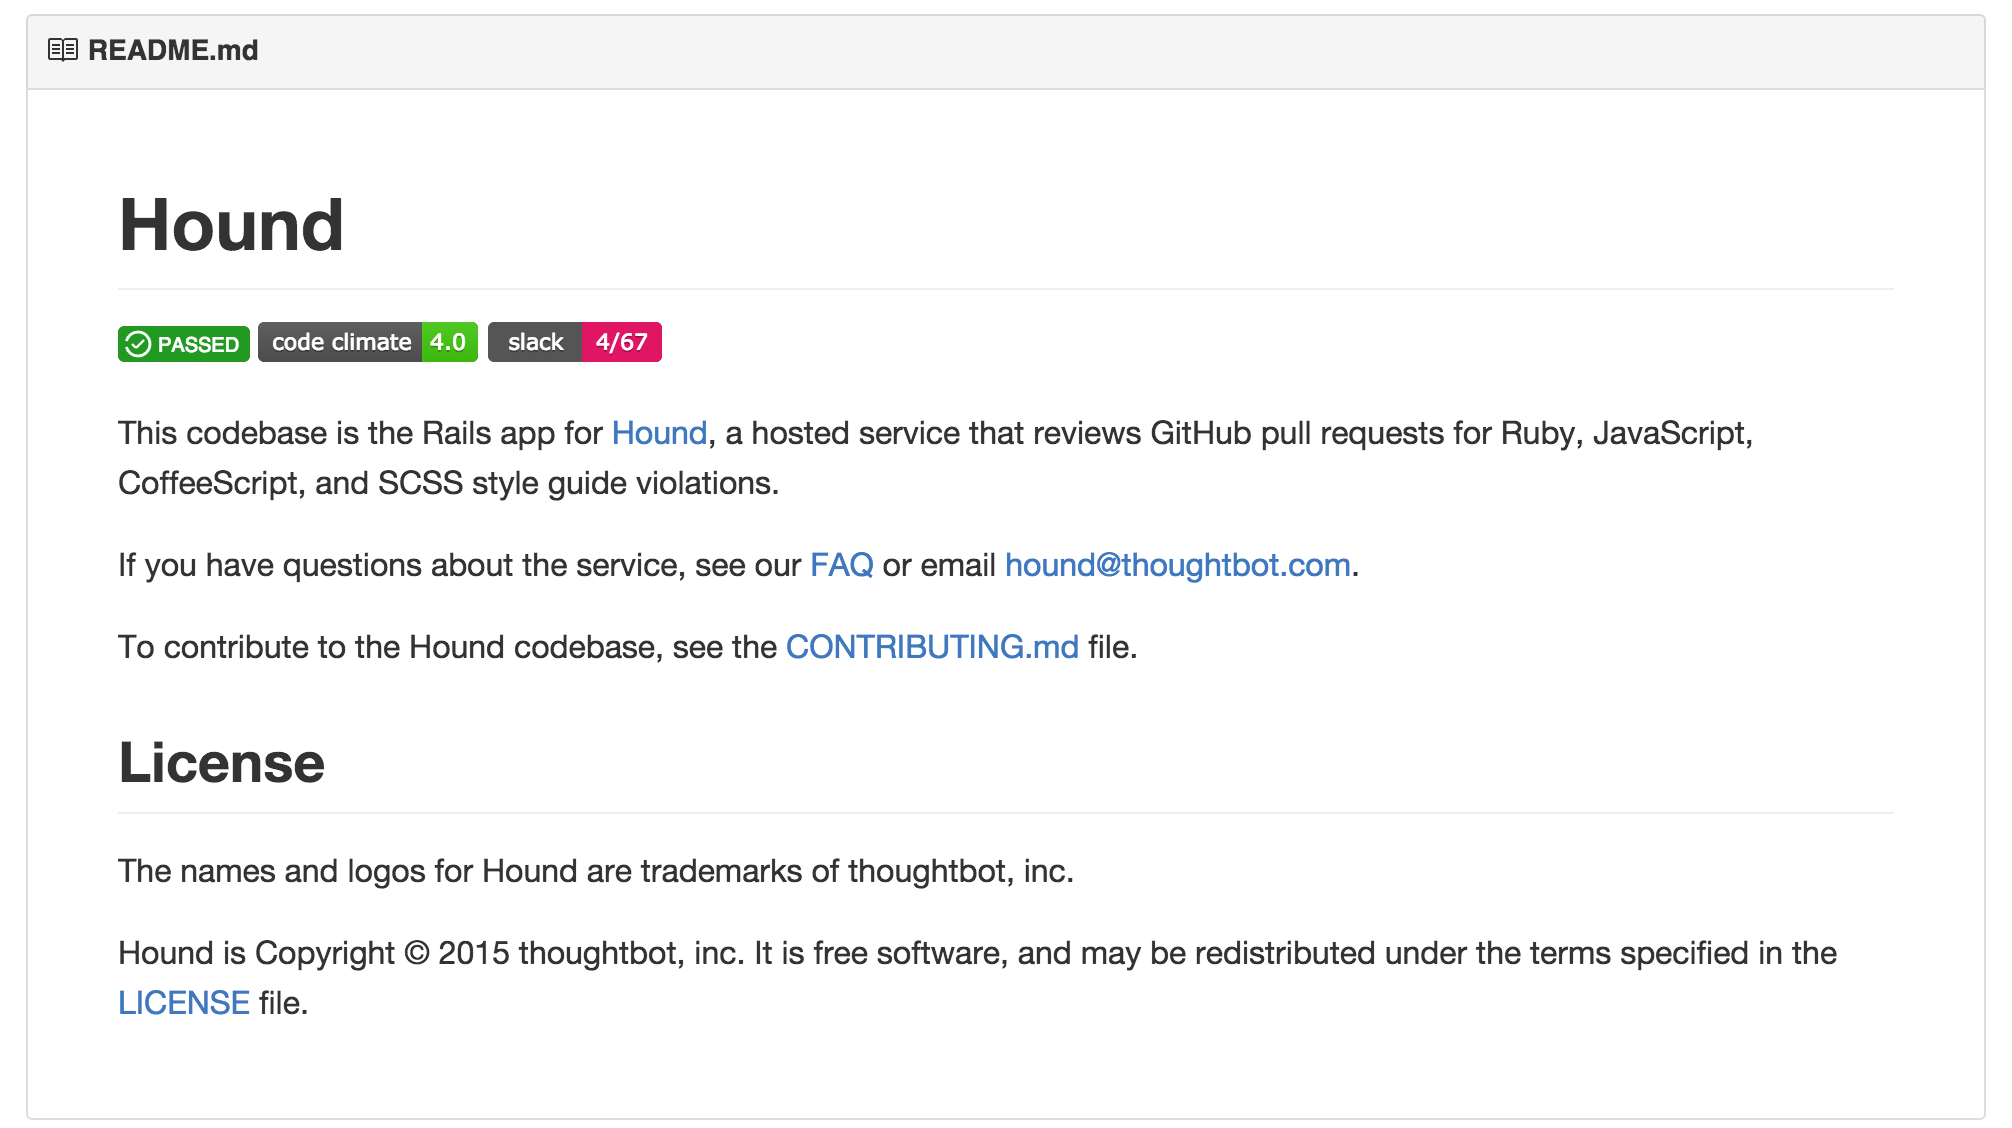 README.md
Hound
PASSED code climate 4.0 slack 4/67
This codebase is the Rails app for Hound, a hosted service that reviews GitHub pull requests for Ruby, JavaScript,
CoffeeScript, and SCSS style guide violations.
If you have questions about the service, see our FAQ or email hound@thoughtbot.com.
To contribute to the Hound codebase, see the CONTRIBUTING.md file.
License
The names and logos for Hound are trademarks of thoughtbot, inc.
Hound is Copyright © 2015 thoughtbot, inc. It is free software, and may be redistributed under the terms specified in the
LICENSE file.